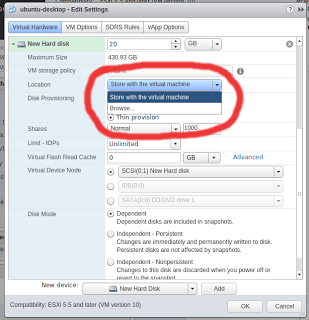 ubuntu-desktop - Edit Settings
Virtual Hardware VM Options SDRS Rules vApp Options
New Hard disk 20 GB
Maximum Size 430.93 GB
VM storage policy
Location Store with the virtual machine
Store with the virtual machine
Disk Provisioning
Browse...
Thin provision
Shares Normal 1000
Limit - IOPs Unlimited
Virtual Flash Read Cache 0 GB Advanced
Virtual Device Node SCSI(0:1) New Hard disk
IDE(0:0)
SATA(0:0) CD/DVD drive 1
Disk Mode Dependent
Dependent disks are included in snapshots.
Independent - Persistent
Changes are immediately and permanently written to disk.
Persistent disks are not affected by snapshots.
Independent - Nonpersistent
Changes to this disk are discarded when you power off or
revert to the snapshot
New device: New Hard disk Add
Compatibility: ESXi 5.5 and later (VM version 10) OK Cancel